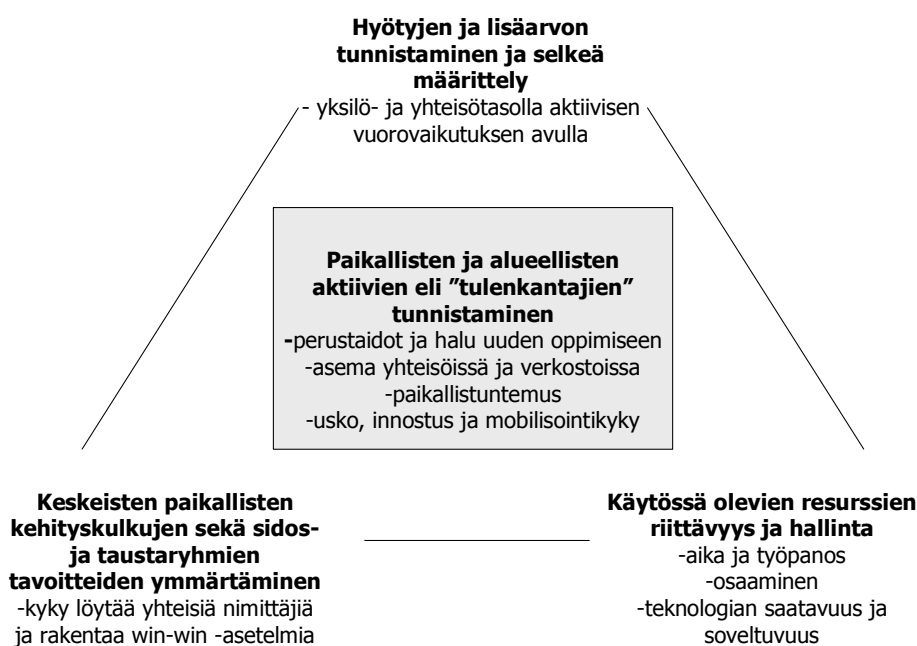 Hyötyjen ja lisäarvon
tunnistaminen ja selkeä
määrittely
- yksilö- ja yhteisötasolla aktiivisen
vuorovaikutuksen avulla
Paikallisten ja alueellisten
aktiivien eli ”tulenkantajien”
tunnistaminen
-perustaidot ja halu uuden oppimiseen
-asema yhteisöissä ja verkostoissa
-paikallistuntemus
-usko, innostus ja mobilisointikyky
Keskeisten paikallisten
kehityskulkujen sekä sidos-
ja taustaryhmien
tavoitteiden ymmärtäminen
-kyky löytää yhteisiä nimittäjiä
ja rakentaa win-win -asetelmia
Käytössä olevien resurssien
riittävyys ja hallinta
-aika ja työpanos
-osaaminen
-teknologian saatavuus ja
soveltuvuus